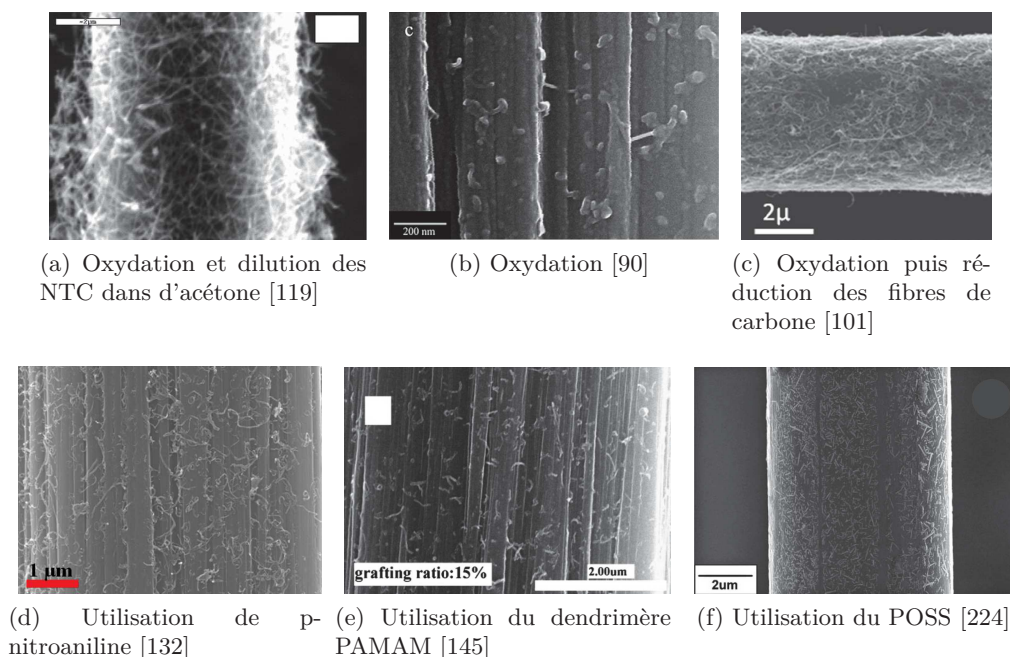 ~2μm
c
200 nm
2μ
(a) Oxydation et dilution des
NTC dans d'acétone [119]
(b) Oxydation [90]
(c) Oxydation puis ré-
duction des fibres de
carbone [101]
1 μm
grafting ratio:15%
2.00um
2um
(d) Utilisation de p-
nitroaniline [132]
(e) Utilisation du dendrimère
PAMAM [145]
(f) Utilisation du POSS [224]